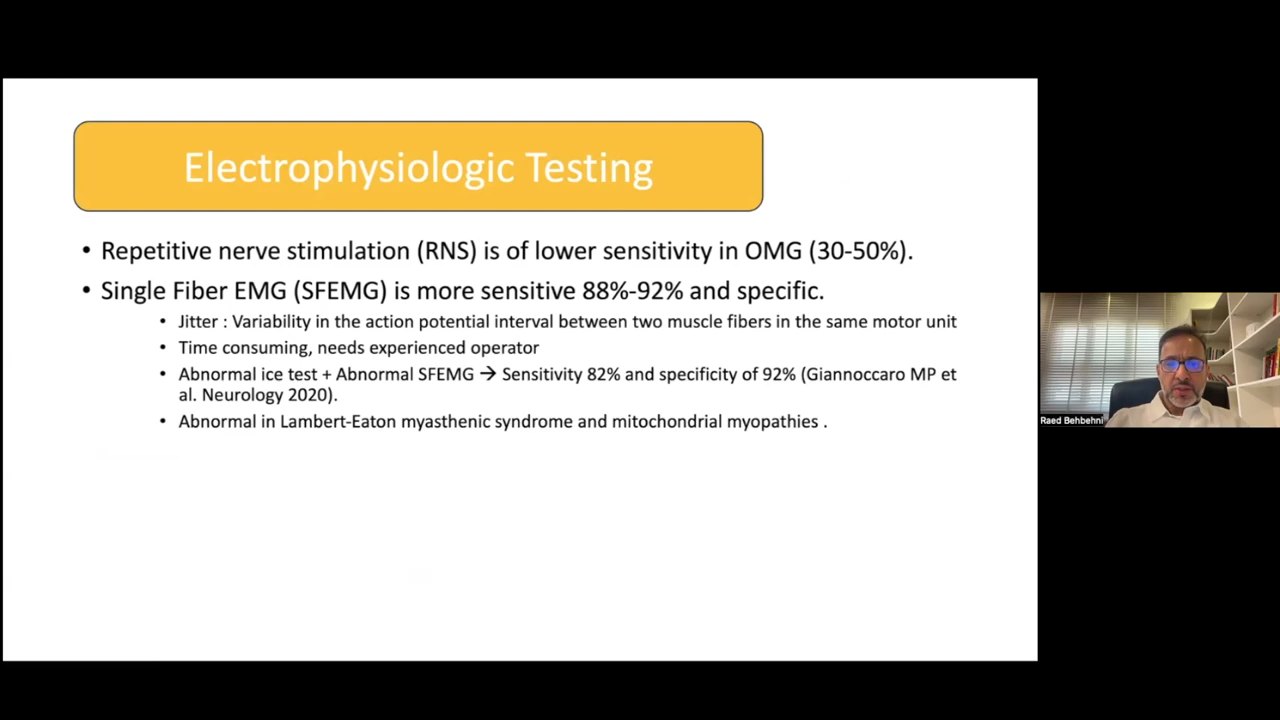 Electrophysiologic Testing
• Repetitive nerve stimulation (RNS) is of lower sensitivity in OMG (30-50%).
• Single Fiber EMG (SFEMG) is more sensitive 88%-92% and specific.
• Jitter : Variability in the action potential interval between two muscle fibers in the same motor unit
• Time consuming, needs experienced operator
• Abnormal ice test + Abnormal SFEMG → Sensitivity 82% and specificity of 92% (Giannoccaro MP et
al. Neurology 2020).
• Abnormal in Lambert-Eaton myasthenic syndrome and mitochondrial myopathies .
Raed Behbehni